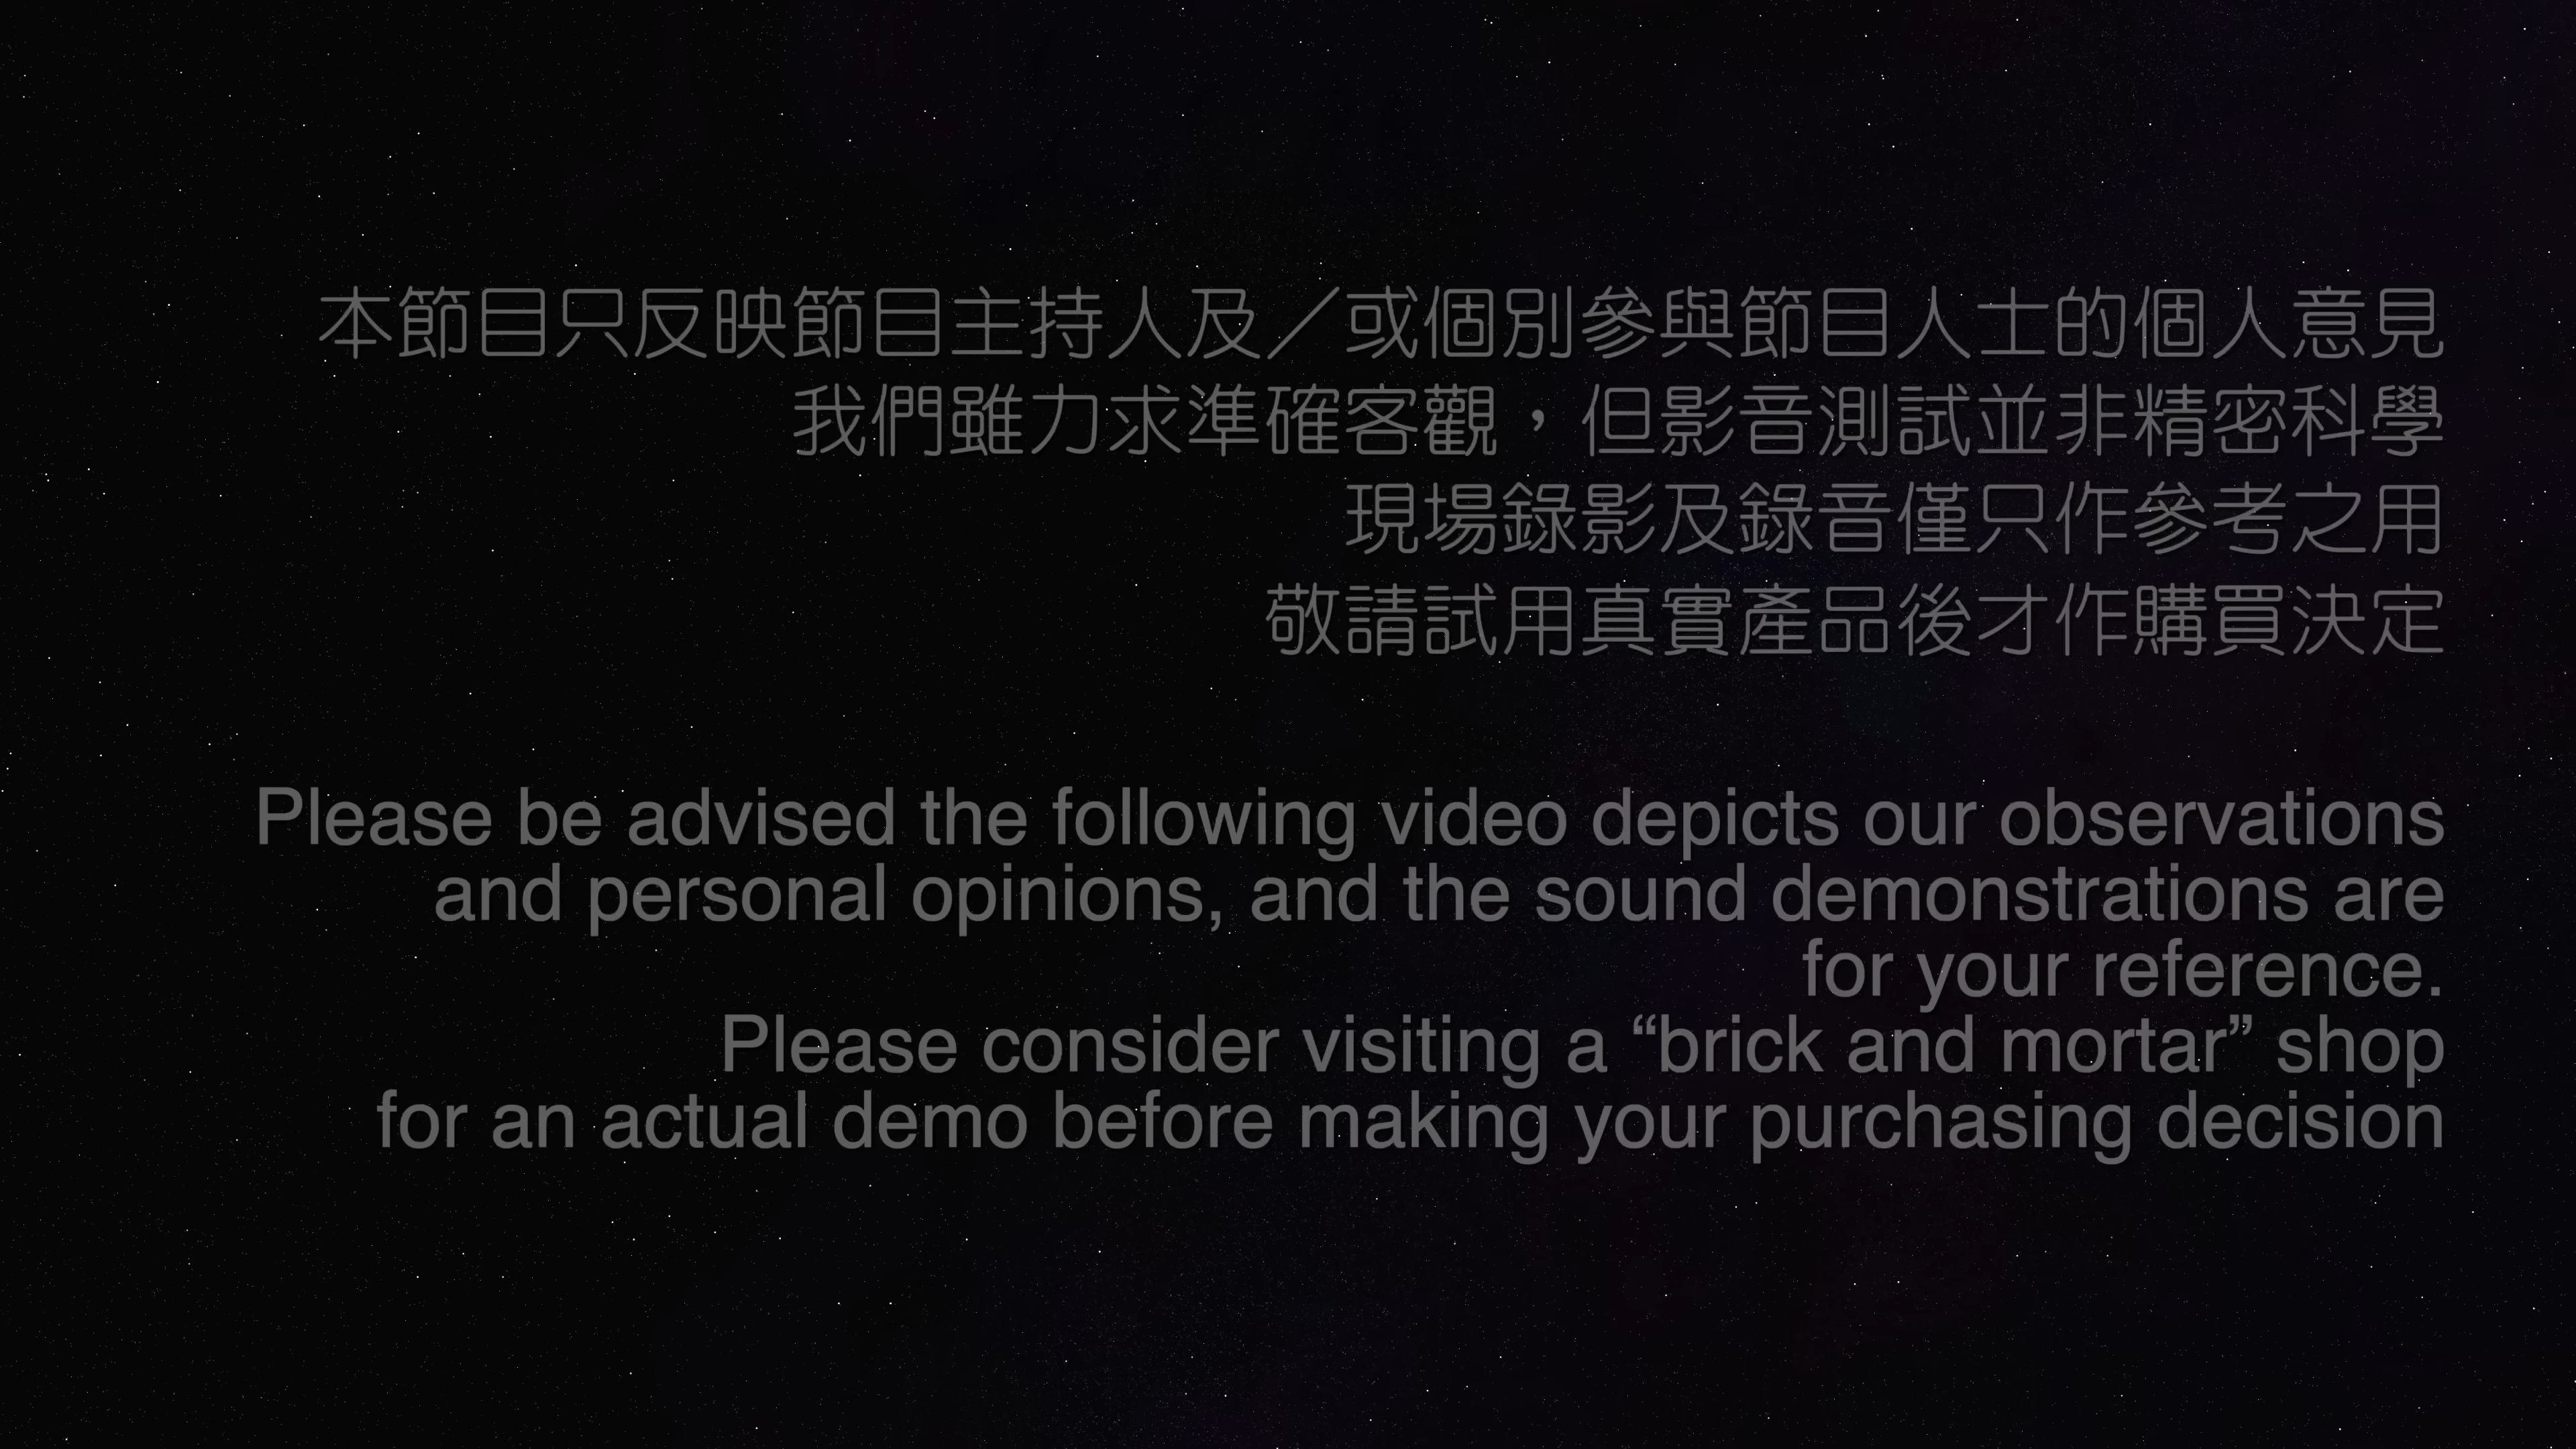 本節目只反映節目主持人及／或個別參與節目人士的個人意見
我們雖力求準確客觀，但影音測試並非精密科學
現場錄影及錄音僅只作參考之用
敬請試用真實產品後才作購買決定
Please be advised the following video depicts our observations
and personal opinions, and the sound demonstrations are
for your reference.
Please consider visiting a “brick and mortar” shop
for an actual demo before making your purchasing decision